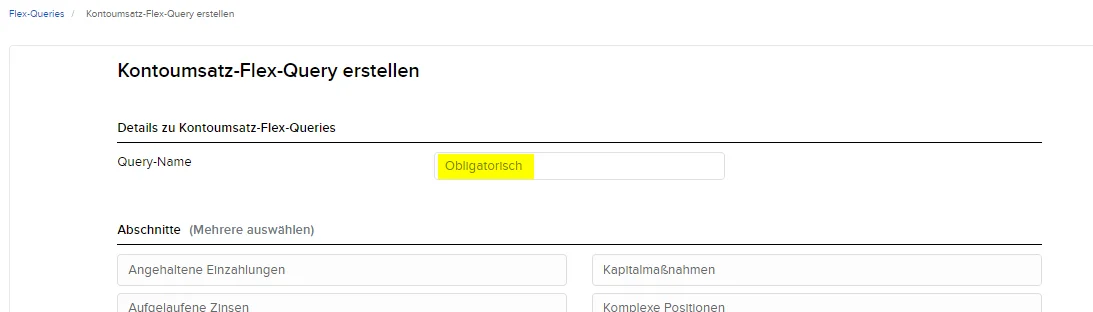 Flex-Queries / Kontoumsatz-Flex-Query erstellen
Kontoumsatz-Flex-Query erstellen
Details zu Kontoumsatz-Flex-Queries
Query-Name Obligatorisch
Abschnitte (Mehrere auswählen)
Angehaltene Einzahlungen Kapitalmaßnahmen
Aufgelaufene Zinsen Komplexe Positionen